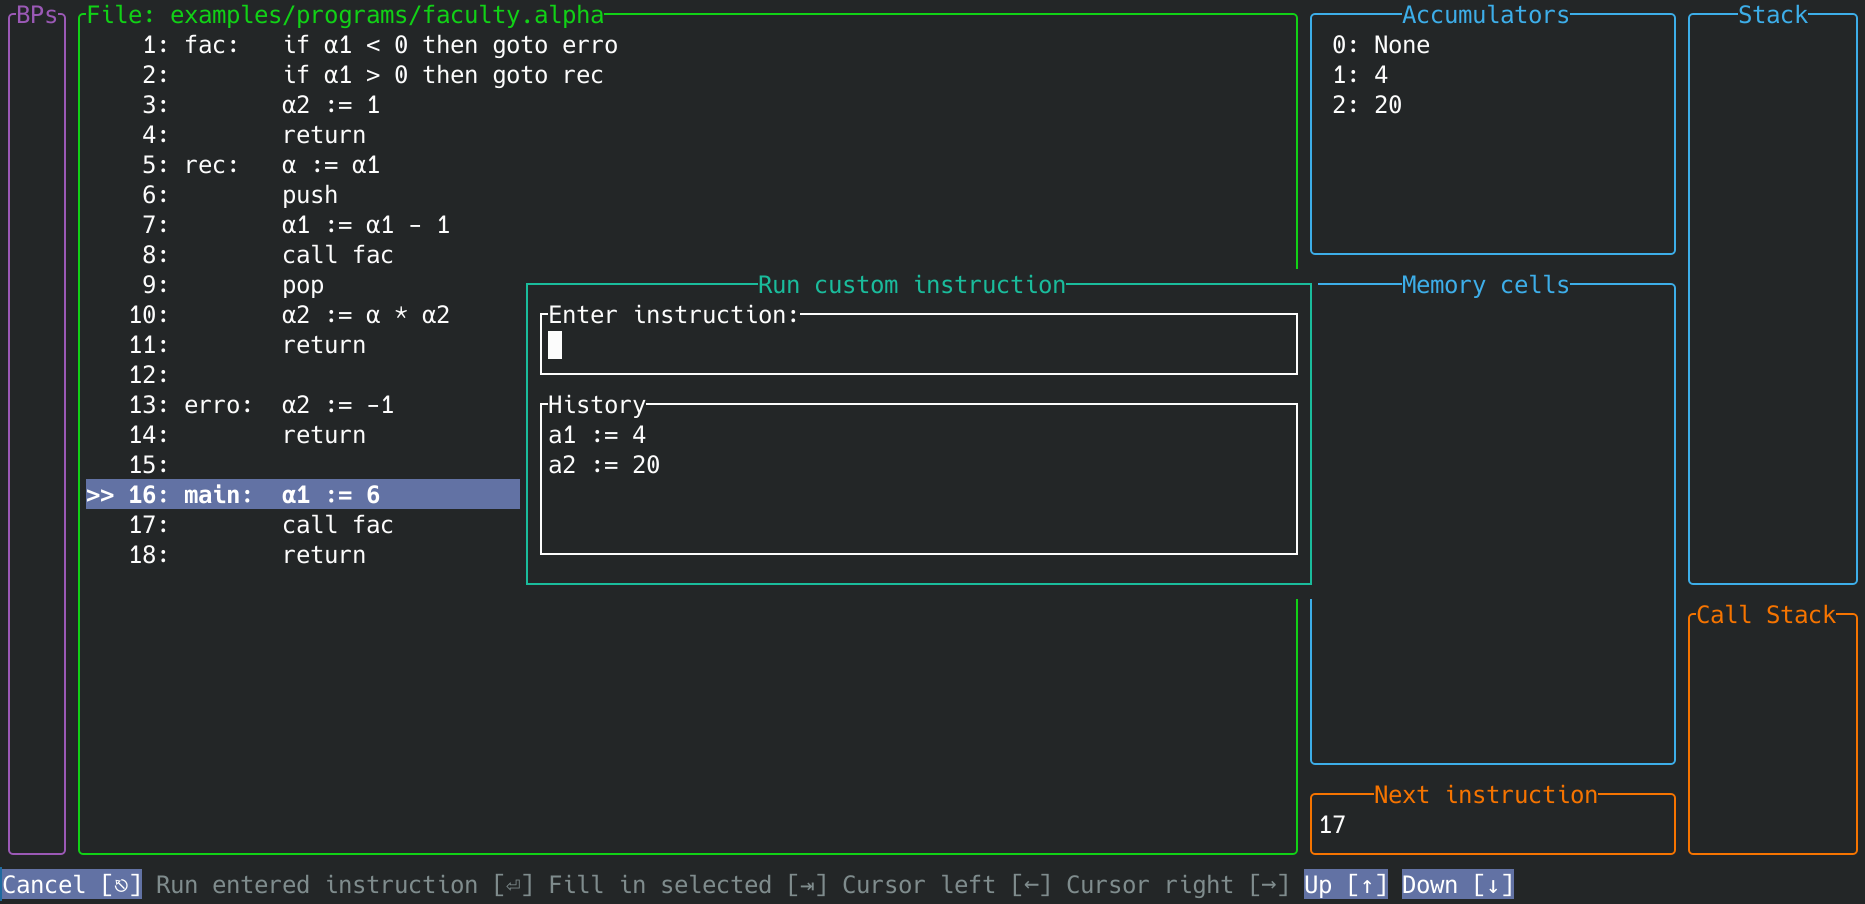 BPs
File: examples/programs/faculty.alpha
1: fac:   if α1 < 0 then goto erro
2:        if α1 > 0 then goto rec
3:        α2 := 1
4:        return
5: rec:   α := α1
6:        push
7:        α1 := α1 - 1
8:        call fac
9:        pop
10:        α2 := α * α2
11:        return
12:
13: erro:  α2 := -1
14:        return
15:
>> 16: main:  α1 := 6
17:        call fac
18:        return
Run custom instruction
Enter instruction:
History
a1 := 4
a2 := 20
Accumulators
0: None
1: 4
2: 20
Memory cells
Next instruction
17
Stack
Call Stack
Cancel [⎋] Run entered instruction [⏎] Fill in selected [⇥] Cursor left [←] Cursor right [→] Up [↑] Down [↓]